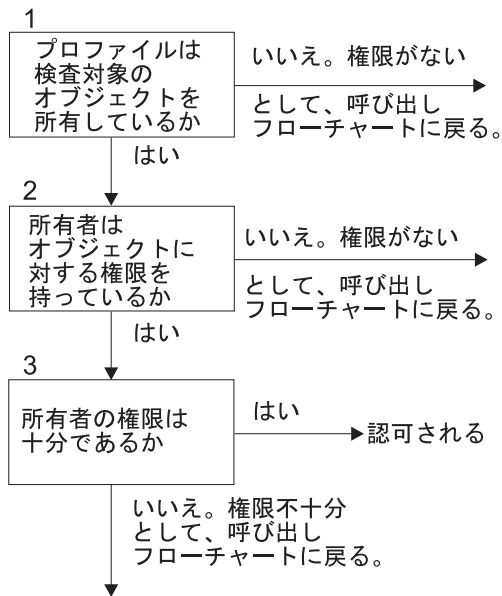 1
プロファイルは
検査対象の
オブジェクトを
所有しているか
いいえ。権限がない
として、呼び出し
フローチャートに戻る。
はい
2
所有者は
オブジェクトに
対する権限を
持っているか
いいえ。権限がない
として、呼び出し
フローチャートに戻る。
はい
3
所有者の権限は
十分であるか
はい
認可される
いいえ。権限不十分
として、呼び出し
フローチャートに戻る。